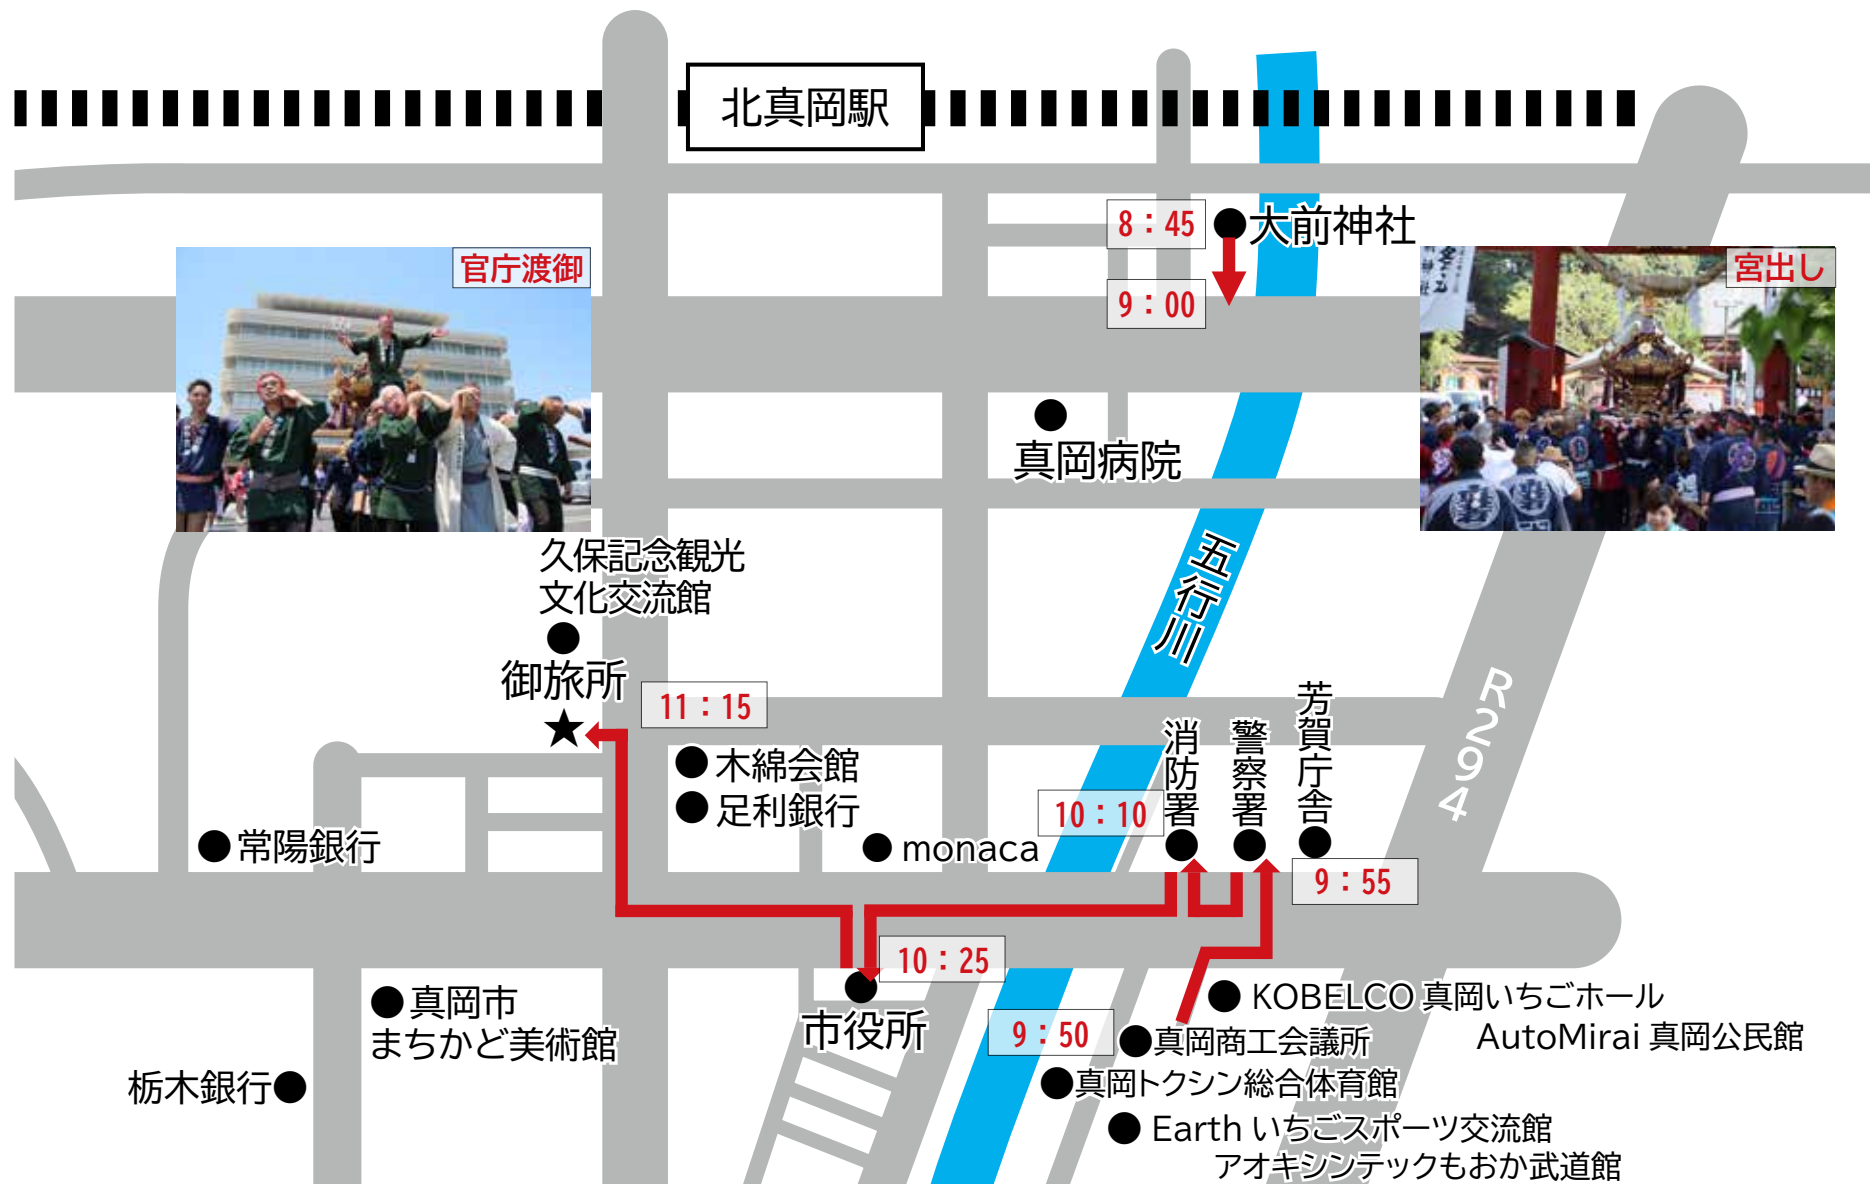 北真岡駅
8：45
大前神社
9：00
官庁渡御
宮出し
真岡病院
五行川
久保記念観光
文化交流館
御旅所
11：15
木綿会館
足利銀行
常陽銀行
monaca
10：10
消防署
警察署
芳賀庁舎
R294
9：55
10：25
市役所
真岡市
まちかど美術館
栃木銀行
9：50
KOBELCO 真岡いちごホール
AutoMirai 真岡公民館
真岡商工会議所
真岡トクシン総合体育館
Earth いちごスポーツ交流館
アオキシンテックもおか武道館